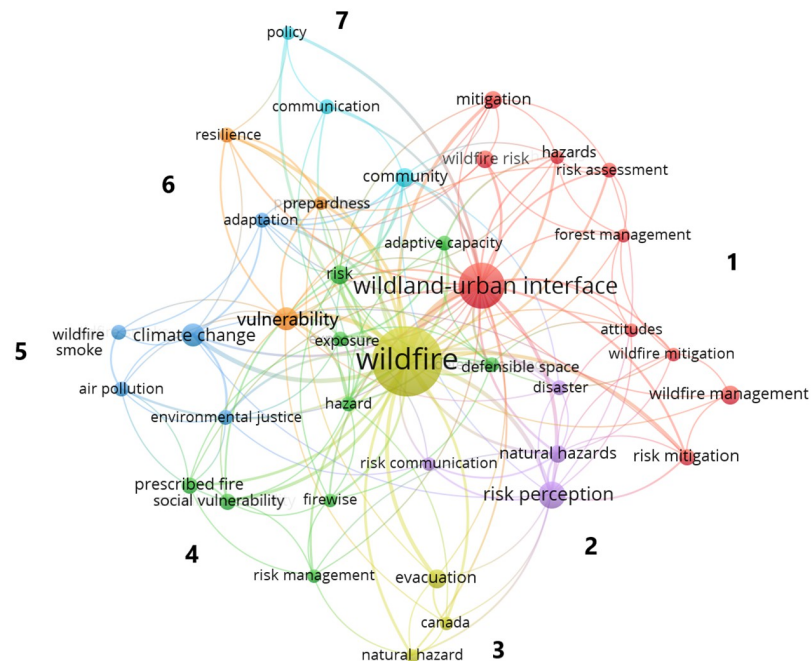 7
policy
communication
mitigation
resilience
wildfire risk
hazards
risk assessment
community
6
prepardness
adaptation
adaptive capacity
forest management
1
risk
wildland-urban interface
vulnerability
attitudes
wildfire
smoke
climate change
exposure
5
wildfire
defensible space
wildfire mitigation
air pollution
disaster
wildfire management
hazard
environmental justice
risk communication
natural hazards
risk mitigation
prescribed fire
social vulnerability
firewise
risk perception
4
2
risk management
evacuation
canada
natural hazard
3